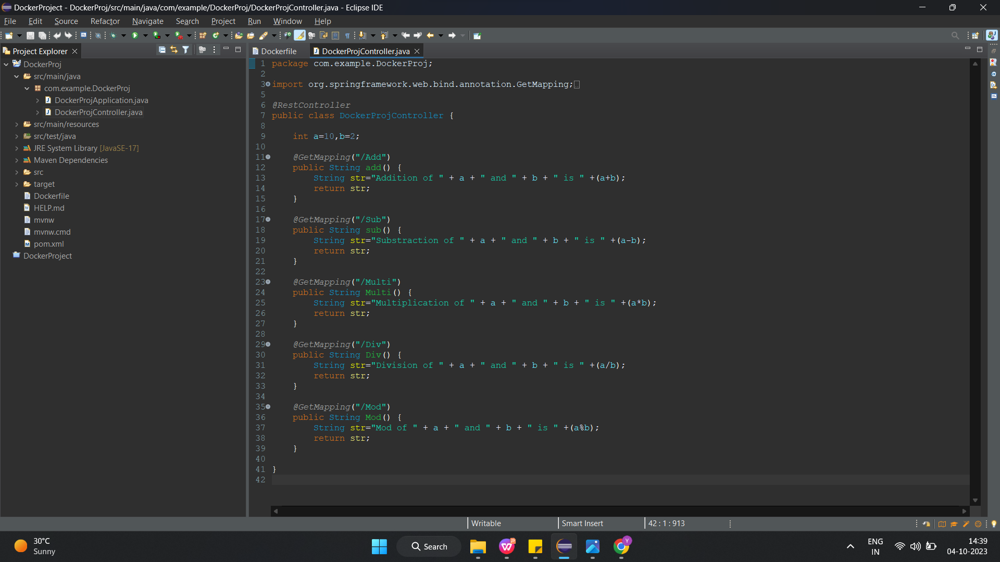 DockerProject - DockerProj/src/main/java/com/example/DockerProj/DockerProjController.java - Eclipse IDE
File Edit Source Refactor Navigate Search Project Run Window Help
Project Explorer
DockerProj
src/main/java
com.example.DockerProj
DockerProjApplication.java
DockerProjController.java
src/main/resources
src/test/java
JRE System Library [JavaSE-17]
Maven Dependencies
src
target
Dockerfile
HELP.md
mvnw
mvnw.cmd
pom.xml
DockerProject
Dockerfile DockerProjController.java
1 package com.example.DockerProj;
2
3 import org.springframework.web.bind.annotation.GetMapping;
5
6 @RestController
7 public class DockerProjController {
8
9 int a=10,b=2;
10
11 @GetMapping("/Add")
12 public String add() {
13 String str="Addition of " + a + " and " + b + " is " +(a+b);
14 return str;
15 }
16
17 @GetMapping("/Sub")
18 public String sub() {
19 String str="Substraction of " + a + " and " + b + " is " +(a-b);
20 return str;
21 }
22
23 @GetMapping("/Multi")
24 public String Multi() {
25 String str="Multiplication of " + a + " and " + b + " is " +(a*b);
26 return str;
27 }
28
29 @GetMapping("/Div")
30 public String Div() {
31 String str="Division of " + a + " and " + b + " is " +(a/b);
32 return str;
33 }
34
35 @GetMapping("/Mod")
36 public String Mod() {
37 String str="Mod of " + a + " and " + b + " is " +(a%b);
38 return str;
39 }
40
41 }
42
Writable Smart Insert 42 : 1 : 913
30°C
Sunny
Search
ENG
IN
14:39
04-10-2023